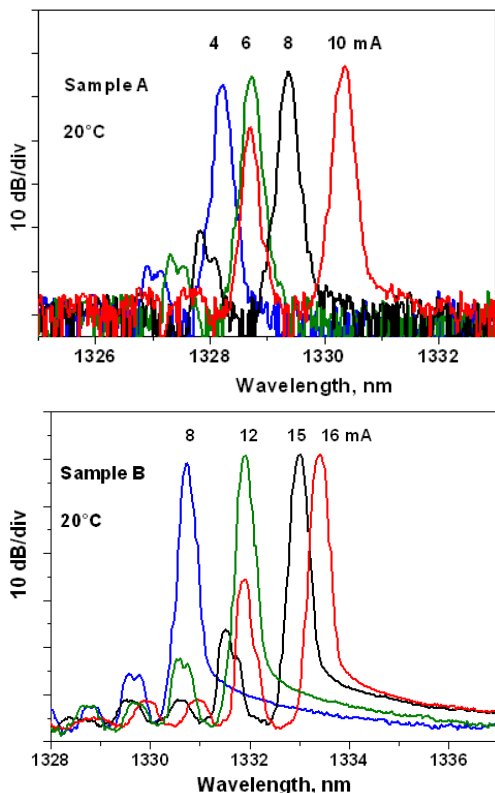 4 6 8 10 mA
Sample A
20°C
10 dB/div
1326 1328 1330 1332
Wavelength, nm
8 12 15 16 mA
Sample B
20°C
10 dB/div
1328 1330 1332 1334 1336
Wavelength, nm